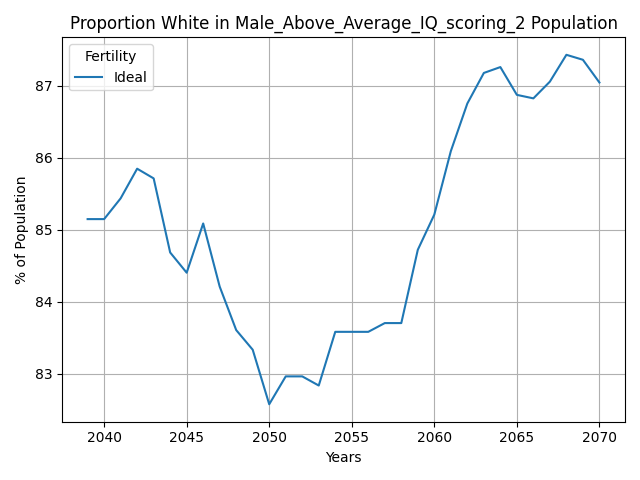 Proportion White in Male_Above_Average_IQ_scoring_2 Population
Fertility
Ideal
% of Population
87
86
85
84
83
2040 2045 2050 2055 2060 2065 2070
Years